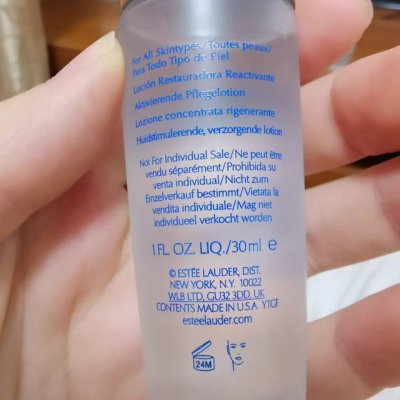 For All Skintypes/Toutes peaux/
Para Todo Tipo de Piel
Loción Restauradora Reactivante
Aktivierende Pflegelotion
Lozione concentrata rigenerante
Huidstimulerende, verzorgende lotion
Not For Individual Sale/Ne peut être
vendu séparément/Prohibida su
venta individual/Nicht zum
Einzelverkauf bestimmt/Vietata la
vendita individuale/Mag niet
individueel verkocht worden
1 FL. OZ. LIQ./30ml e
© ESTÉE LAUDER, DIST.
NEW YORK, N.Y. 10022
WLB LTD, GU32 3DD, UK
CONTENTS MADE IN U.S.A. YTGF
esteelauder.com
24M